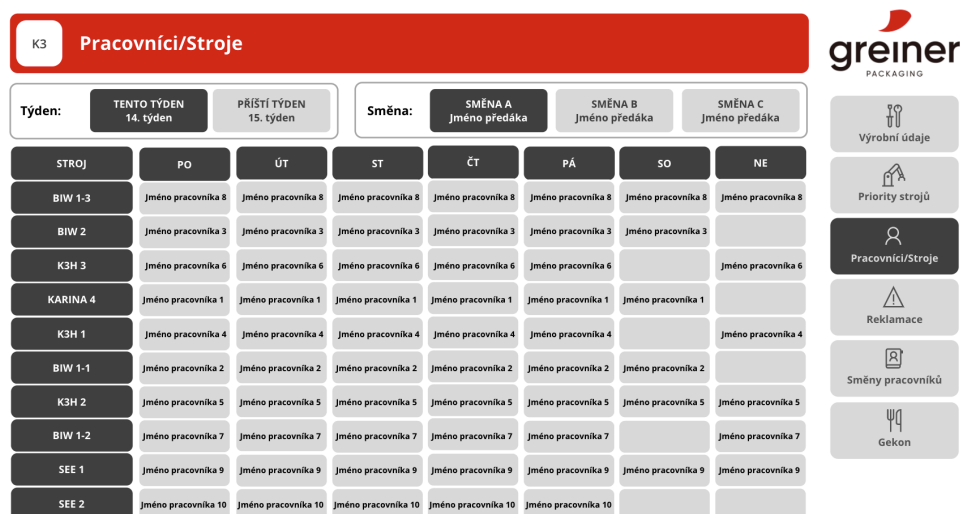 K3
Pracovníci/Stroje
greiner
PACKAGING
Týden:
TENTO TÝDEN
14. týden
PŘÍŠTÍ TÝDEN
15. týden
Směna:
SMĚNA A
Jméno předáka
SMĚNA B
Jméno předáka
SMĚNA C
Jméno předáka
STROJ PO ÚT ST ČT PÁ SO NE
BIW 1-3 Jméno pracovníka 8 Jméno pracovníka 8 Jméno pracovníka 8 Jméno pracovníka 8 Jméno pracovníka 8 Jméno pracovníka 8 Jméno pracovníka 8
BIW 2 Jméno pracovníka 3 Jméno pracovníka 3 Jméno pracovníka 3 Jméno pracovníka 3 Jméno pracovníka 3 Jméno pracovníka 3
K3H 3 Jméno pracovníka 6 Jméno pracovníka 6 Jméno pracovníka 6 Jméno pracovníka 6 Jméno pracovníka 6 Jméno pracovníka 6
KARINA 4 Jméno pracovníka 1 Jméno pracovníka 1 Jméno pracovníka 1 Jméno pracovníka 1 Jméno pracovníka 1 Jméno pracovníka 1
K3H 1 Jméno pracovníka 4 Jméno pracovníka 4 Jméno pracovníka 4 Jméno pracovníka 4 Jméno pracovníka 4 Jméno pracovníka 4
BIW 1-1 Jméno pracovníka 2 Jméno pracovníka 2 Jméno pracovníka 2 Jméno pracovníka 2 Jméno pracovníka 2 Jméno pracovníka 2
K3H 2 Jméno pracovníka 5 Jméno pracovníka 5 Jméno pracovníka 5 Jméno pracovníka 5 Jméno pracovníka 5 Jméno pracovníka 5 Jméno pracovníka 5
BIW 1-2 Jméno pracovníka 7 Jméno pracovníka 7 Jméno pracovníka 7 Jméno pracovníka 7 Jméno pracovníka 7 Jméno pracovníka 7
SEE 1 Jméno pracovníka 9 Jméno pracovníka 9 Jméno pracovníka 9 Jméno pracovníka 9 Jméno pracovníka 9 Jméno pracovníka 9 Jméno pracovníka 9
SEE 2 Jméno pracovníka 10 Jméno pracovníka 10 Jméno pracovníka 10 Jméno pracovníka 10 Jméno pracovníka 10
Výrobní údaje
Priority strojů
Pracovníci/Stroje
Reklamace
Směny pracovníků
Gekon